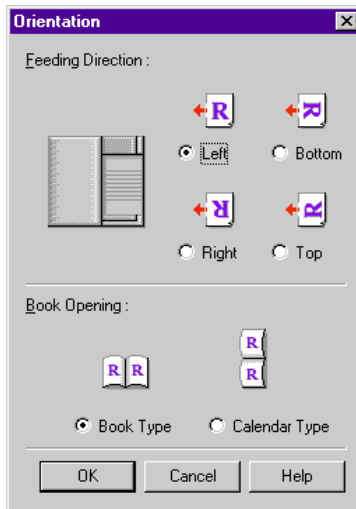 Orientation
Feeding Direction :
R R
Left Bottom
R R
Right Top
Book Opening :
R
R R R
Book Type Calendar Type
OK Cancel Help